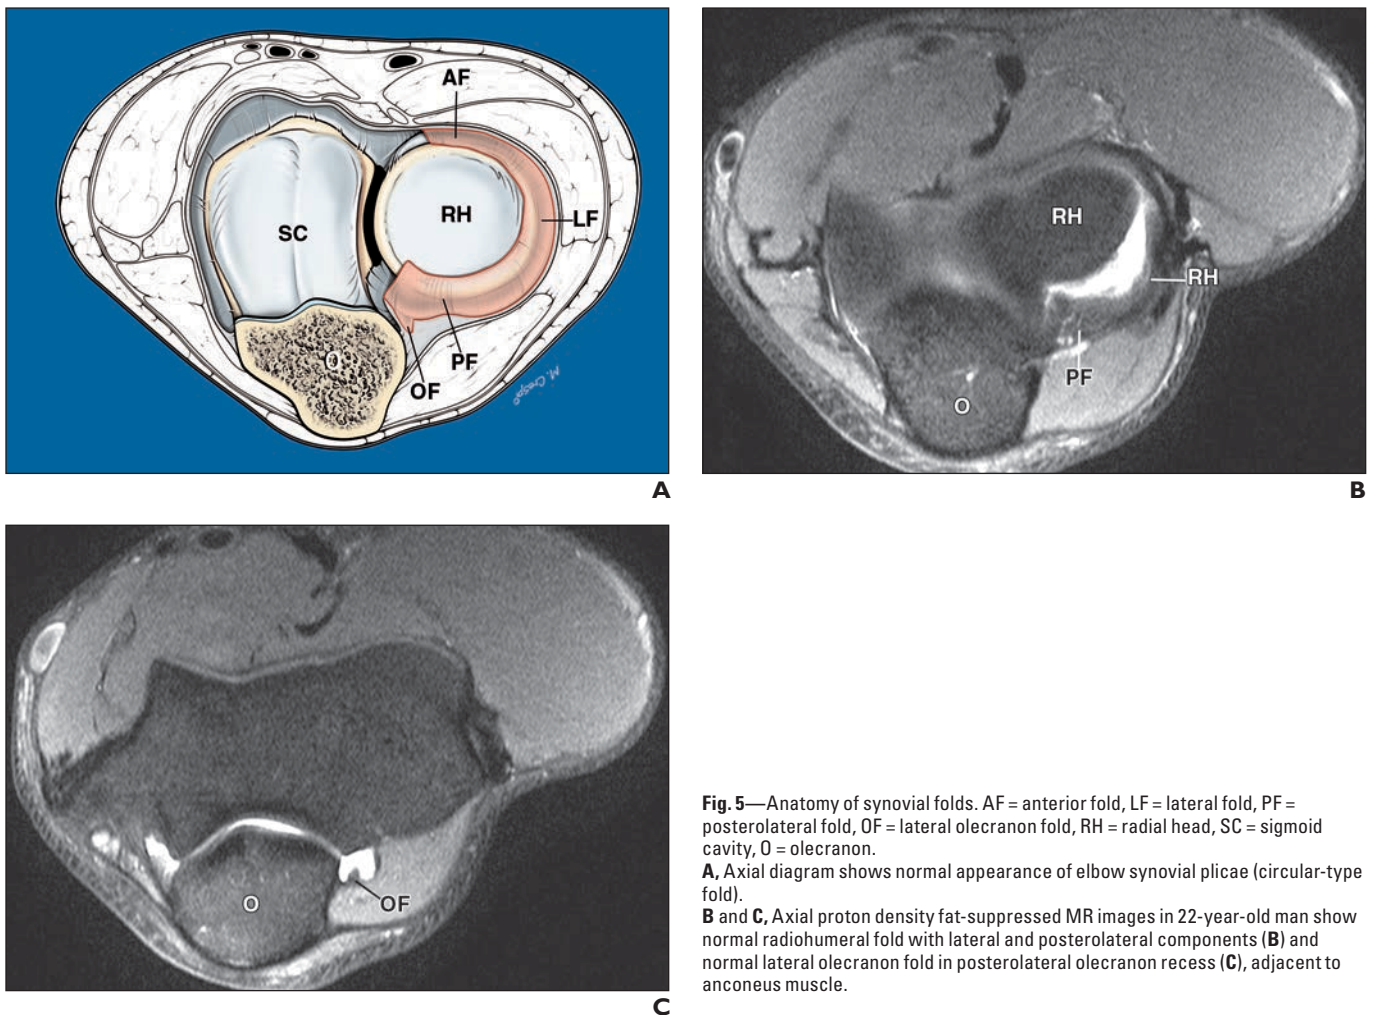 AF
SC
RH
LF
O
PF
OF
A
RH
RH
PF
O
B
O
OF
C
Fig. 5—Anatomy of synovial folds. AF = anterior fold, LF = lateral fold, PF =
posterolateral fold, OF = lateral olecranon fold, RH = radial head, SC = sigmoid
cavity, O = olecranon.
A, Axial diagram shows normal appearance of elbow synovial plicae (circular-type
fold).
B and C, Axial proton density fat-suppressed MR images in 22-year-old man show
normal radiohumeral fold with lateral and posterolateral components (B) and
normal lateral olecranon fold in posterolateral olecranon recess (C), adjacent to
anconeus muscle.